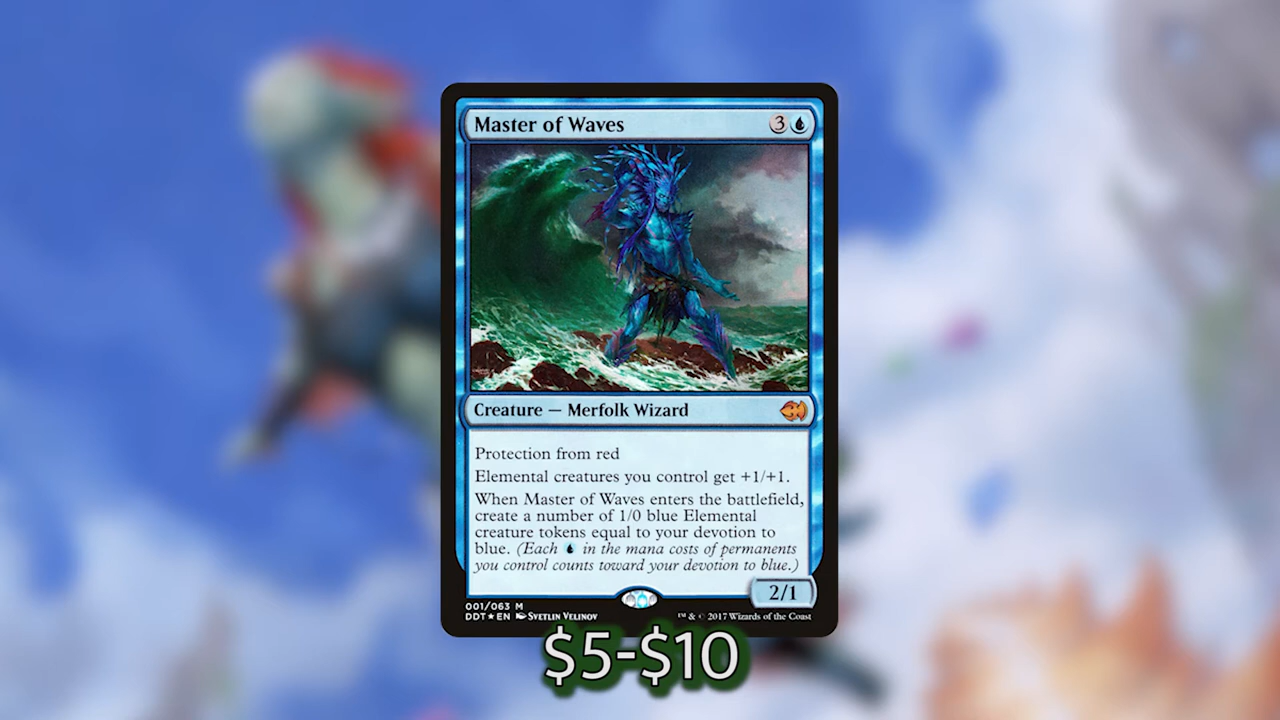 Master of Waves 3
Creature — Merfolk Wizard
Protection from red
Elemental creatures you control get +1/+1.
When Master of Waves enters the battlefield,
create a number of 1/0 blue Elemental
creature tokens equal to your devotion to
blue. (Each in the mana costs of permanents
you control counts toward your devotion to blue.)
2/1
001/063 M
DDT★EN Svetlin Velinov ™ & © 2017 Wizards of the Coast
$5-$10